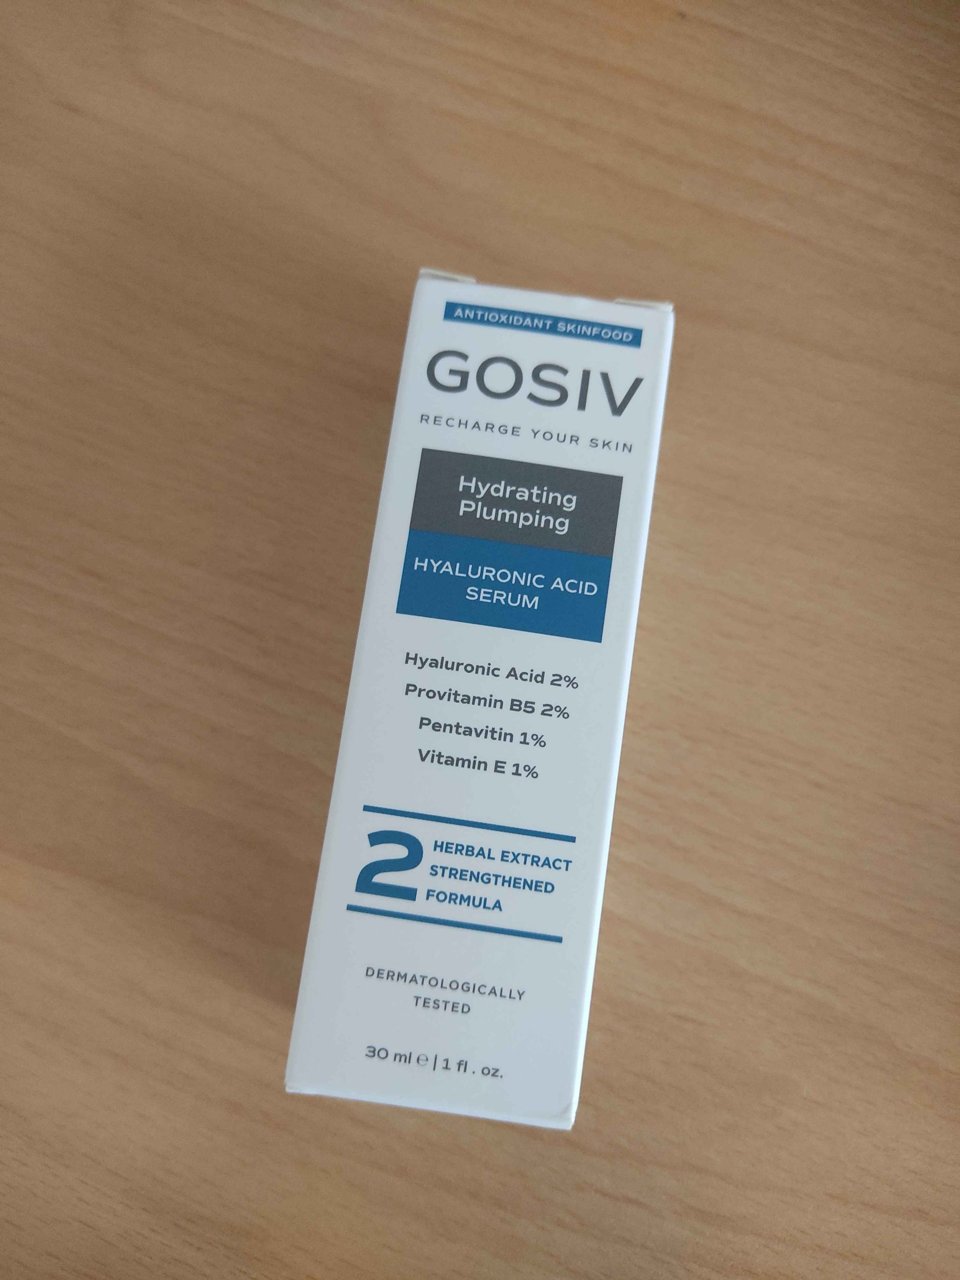 ANTIOXIDANT SKINFOOD
GOSIV
RECHARGE YOUR SKIN
Hydrating
Plumping
HYALURONIC ACID
SERUM
Hyaluronic Acid 2%
Provitamin B5 2%
Pentavitin 1%
Vitamin E 1%
2
HERBAL EXTRACT
STRENGTHENED
FORMULA
DERMATOLOGICALLY
TESTED
30 ml ℮ | 1 fl . oz.